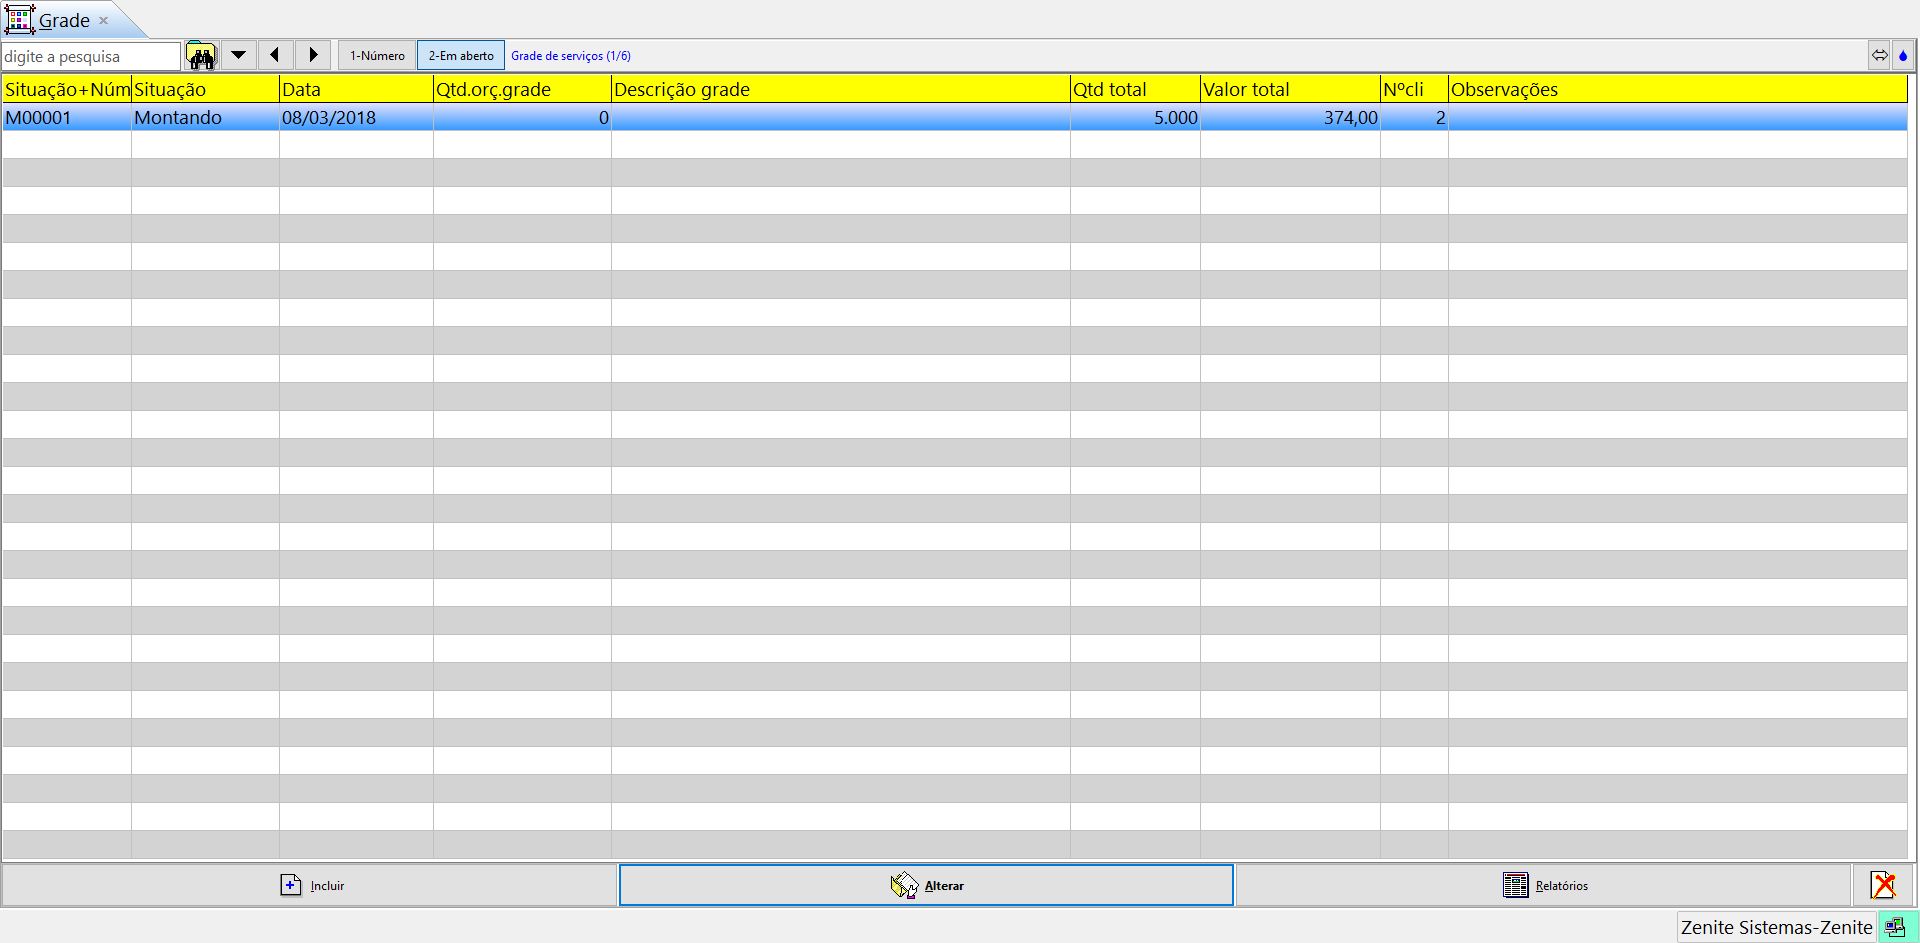 Grade
digite a pesquisa 1-Número 2-Em aberto Grade de serviços (1/6)
Situação+Núm Situação Data Qtd.orç.grade Descrição grade Qtd total Valor total Nºcli Observações
M00001 Montando 08/03/2018 0 5.000 374,00 2
Incluir Alterar Relatórios
Zenite Sistemas-Zenite